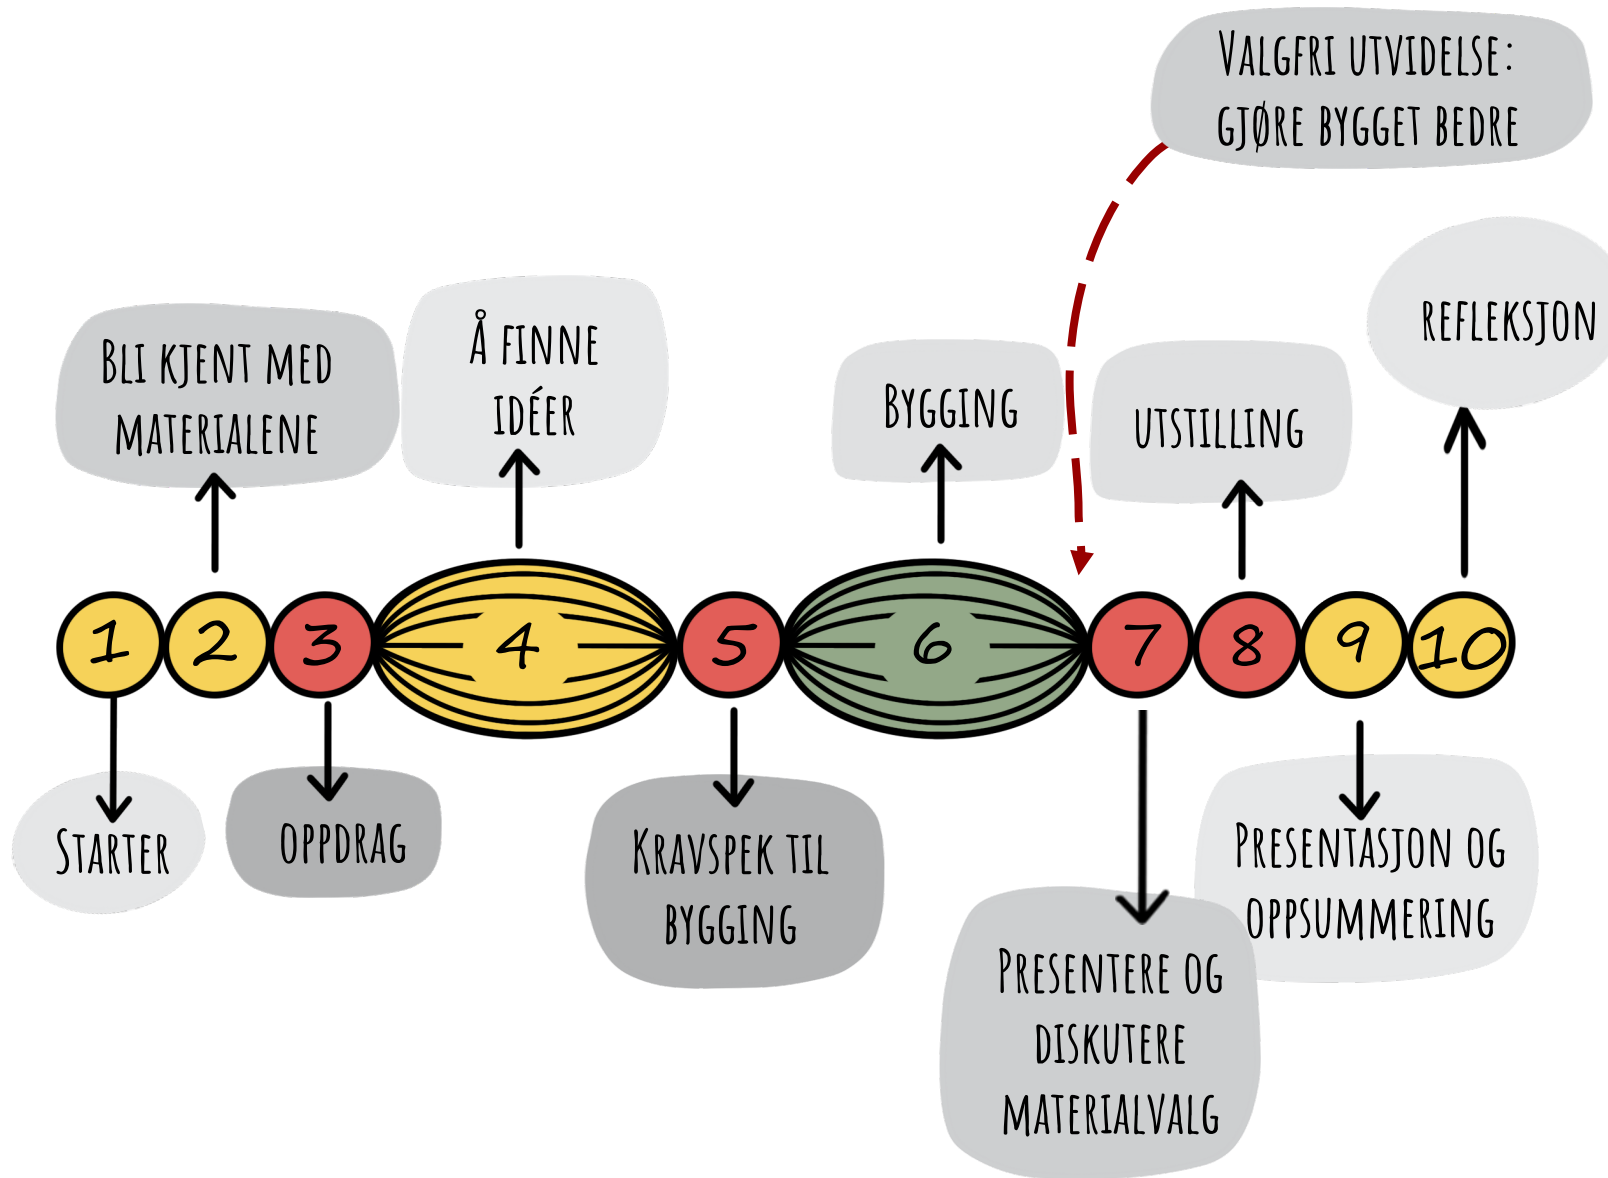 Valgfri utvidelse:
gjøre bygget bedre
refleksjon
Bli kjent med
materialene
Å finne
idéer
Bygging
utstilling
1
2
3
4
5
6
7
8
9
10
Starter
oppdrag
Kravspek til
bygging
Presentasjon og
oppsummering
Presentere og
diskutere
materialvalg